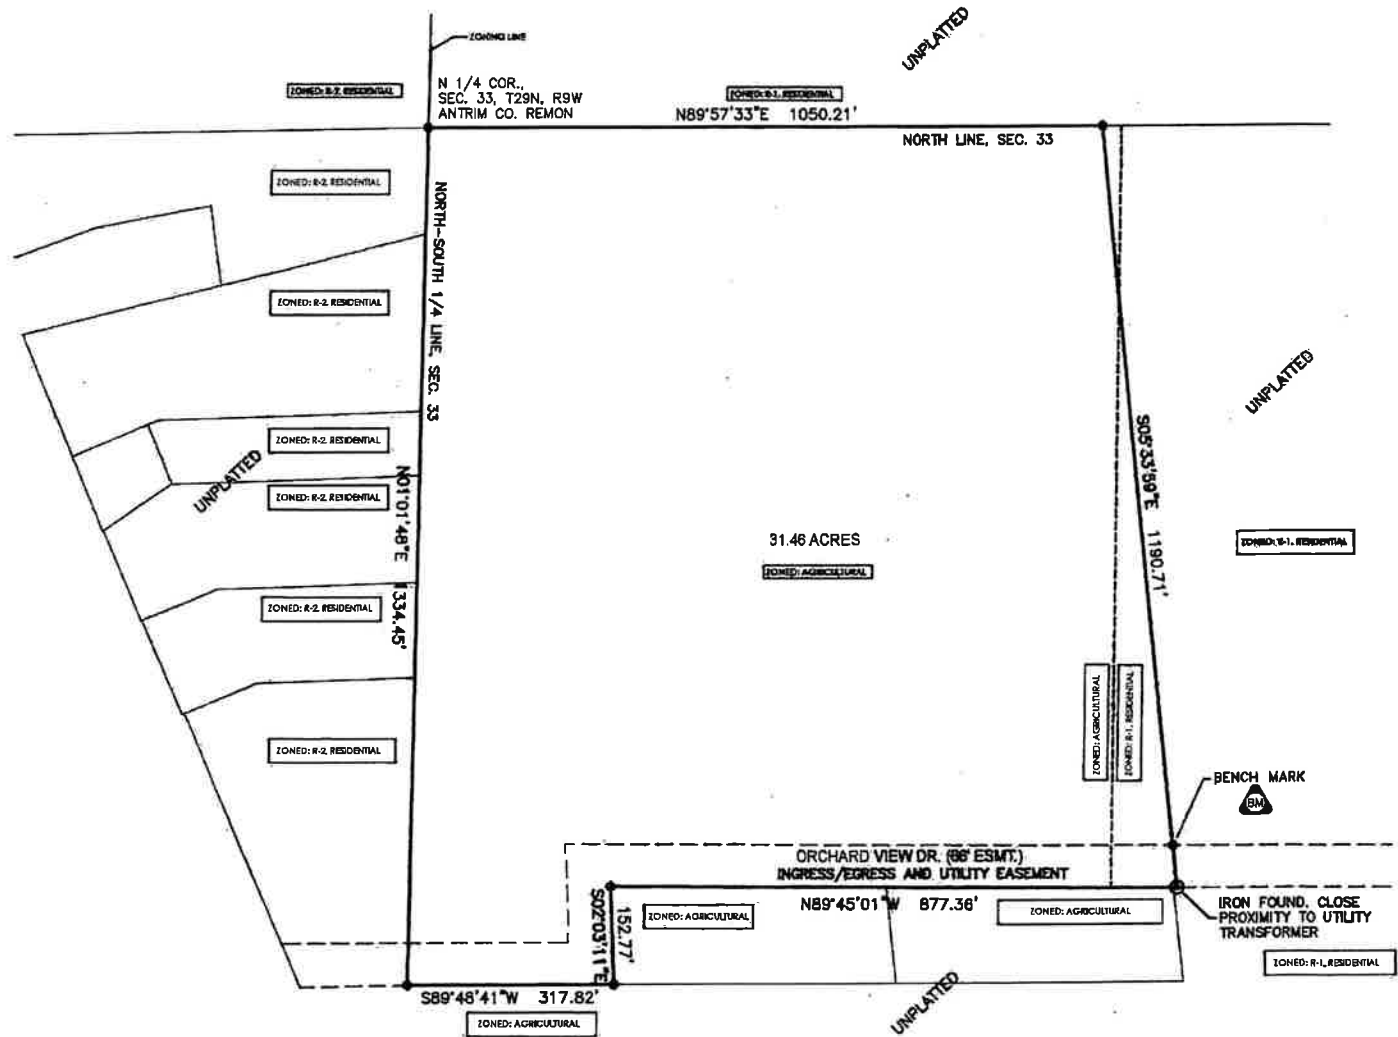 ZONING LINE
UNPLATTED
ZONED: R-2, RESIDENTIAL
N 1/4 COR.,
SEC. 33, T29N, R9W
ANTRIM CO. REMON
ZONED: R-1, RESIDENTIAL
N89°57'33"E 1050.21'
NORTH LINE, SEC. 33
ZONED: R-2, RESIDENTIAL
NORTH-SOUTH 1/4 LINE, SEC. 33
ZONED: R-2, RESIDENTIAL
UNPLATTED
ZONED: R-2, RESIDENTIAL
UNPLATTED
ZONED: R-2, RESIDENTIAL
N01°01'48"E 1334.45'
S05°33'59"E 1190.71'
31.46 ACRES
ZONED: AGRICULTURAL
ZONED: R-1, RESIDENTIAL
ZONED: R-2, RESIDENTIAL
ZONED: AGRICULTURAL
ZONED: R-1, RESIDENTIAL
ZONED: R-2, RESIDENTIAL
BENCH MARK
BM
ORCHARD VIEW DR. (66' ESMT.)
INGRESS/EGRESS AND UTILITY EASEMENT
N89°45'01"W 877.36'
S02°03'11"E
152.77'
ZONED: AGRICULTURAL
ZONED: AGRICULTURAL
IRON FOUND. CLOSE
PROXIMITY TO UTILITY
TRANSFORMER
ZONED: R-1, RESIDENTIAL
S89°48'41"W 317.82'
UNPLATTED
ZONED: AGRICULTURAL